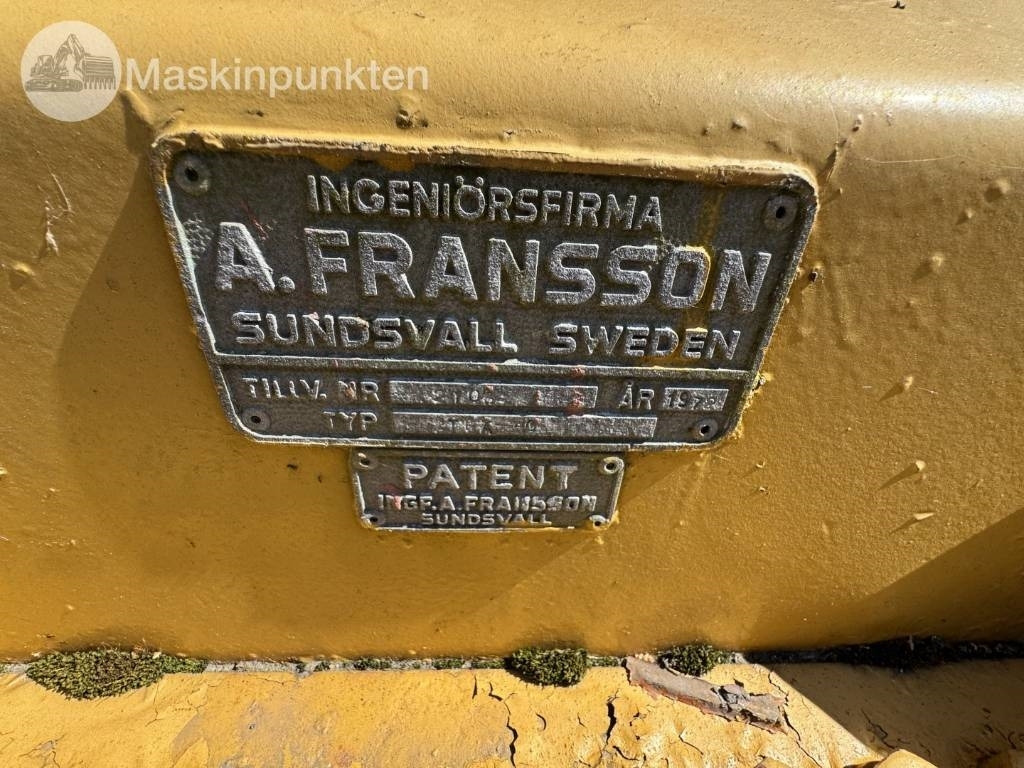 Maskinpunkten
INGENIÖRSFIRMA
A. FRANSSON
SUNDSVALL SWEDEN
TILLV. NR ÅR
TYP
PATENT
INGF. A. FRANSSON
SUNDSVALL